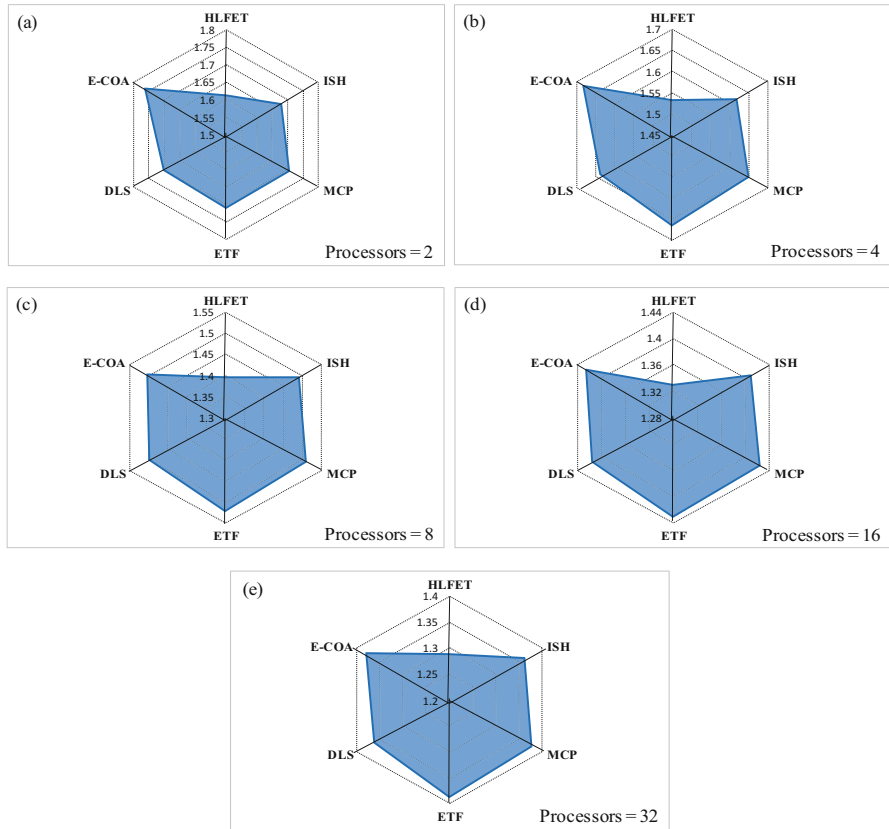 (a)
HLFET
1.8
1.75
1.7
1.65
1.6
1.55
1.5
E-COA
ISH
DLS
MCP
ETF
Processors = 2
(b)
HLFET
1.7
1.65
1.6
1.55
1.5
1.45
E-COA
ISH
DLS
MCP
ETF
Processors = 4
(c)
HLFET
1.55
1.5
1.45
1.4
1.35
1.3
E-COA
ISH
DLS
MCP
ETF
Processors = 8
(d)
HLFET
1.44
1.4
1.36
1.32
1.28
E-COA
ISH
DLS
MCP
ETF
Processors = 16
(e)
HLFET
1.4
1.35
1.3
1.25
1.2
E-COA
ISH
DLS
MCP
ETF
Processors = 32